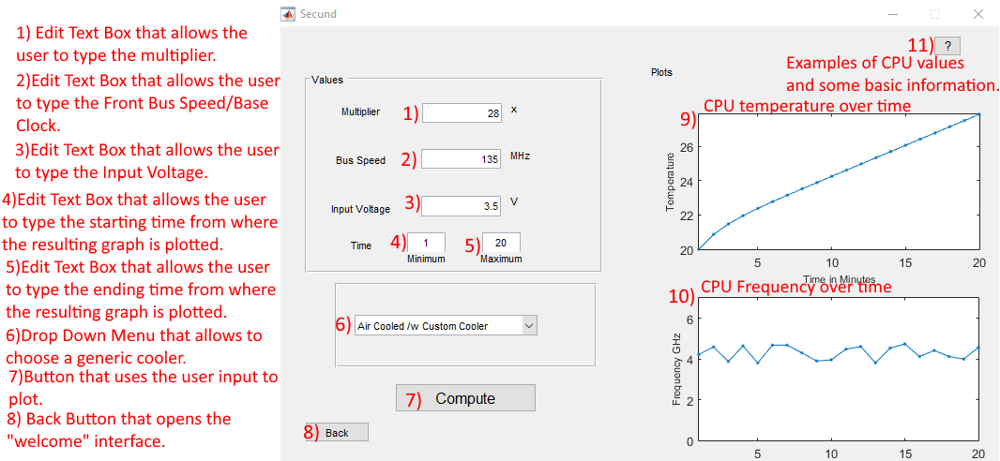 1) Edit Text Box that allows the
user to type the multiplier.
2)Edit Text Box that allows the user
to type the Front Bus Speed/Base
Clock.
3)Edit Text Box that allows the user
to type the Input Voltage.
4)Edit Text Box that allows the user
to type the starting time from where
the resulting graph is plotted.
5)Edit Text Box that allows the user
to type the ending time from where
the resulting graph is plotted.
6)Drop Down Menu that allows to
choose a generic cooler.
7)Button that uses the user input to
plot.
8) Back Button that opens the
"welcome" interface.
Secund
Values
Multiplier 1) 28 x
Bus Speed 2) 135 MHz
Input Voltage 3) 3.5 V
Time 4) 1 5) 20
Minimum Maximum
6) Air Cooled /w Custom Cooler
7) Compute
8) Back
11) ?
Examples of CPU values
and some basic information.
Plots
9) CPU temperature over time
Temperature
28
26
24
22
20
5 10 15 20
Time in Minutes
10) CPU Frequency over time
Frequency GHz
6
4
2
0
5 10 15 20